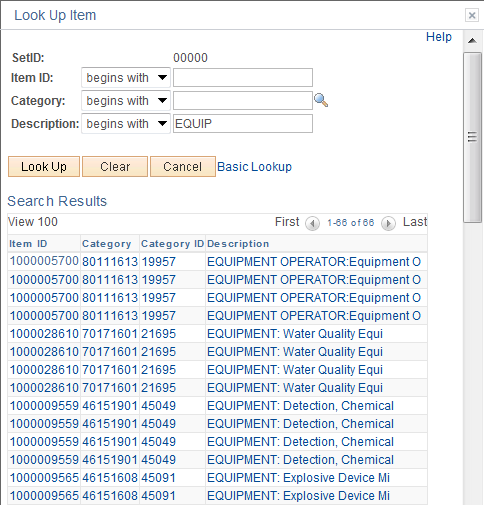 Look Up Item
Help
SetID: 00000
Item ID: begins with
Category: begins with
Description: begins with EQUIP
Look Up Clear Cancel Basic Lookup
Search Results
View 100 First 1-66 of 66 Last
Item ID Category Category ID Description
1000005700 80111613 19957 EQUIPMENT OPERATOR:Equipment O
1000005700 80111613 19957 EQUIPMENT OPERATOR:Equipment O
1000005700 80111613 19957 EQUIPMENT OPERATOR:Equipment O
1000005700 80111613 19957 EQUIPMENT OPERATOR:Equipment O
1000028610 70171601 21695 EQUIPMENT: Water Quality Equi
1000028610 70171601 21695 EQUIPMENT: Water Quality Equi
1000028610 70171601 21695 EQUIPMENT: Water Quality Equi
1000028610 70171601 21695 EQUIPMENT: Water Quality Equi
1000009559 46151901 45049 EQUIPMENT: Detection, Chemical
1000009559 46151901 45049 EQUIPMENT: Detection, Chemical
1000009559 46151901 45049 EQUIPMENT: Detection, Chemical
1000009559 46151901 45049 EQUIPMENT: Detection, Chemical
1000009565 46151608 45091 EQUIPMENT: Explosive Device Mi
1000009565 46151608 45091 EQUIPMENT: Explosive Device Mi